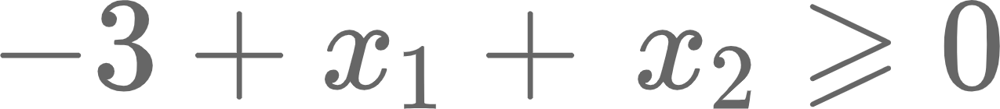 −3 + x₁ + x₂ ⩾ 0